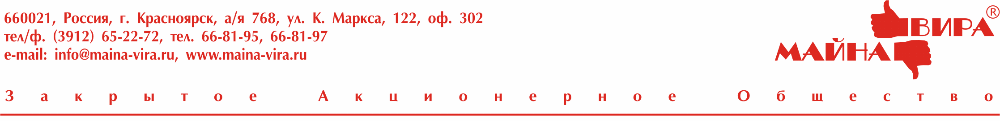 660021, Россия, г. Красноярск, а/я 768, ул. К. Маркса, 122, оф. 302
тел/ф. (3912) 65-22-72, тел. 66-81-95, 66-81-97
e-mail: info@maina-vira.ru, www.maina-vira.ru
ВИРА®
МАЙНА
Закрытое Акционерное Общество